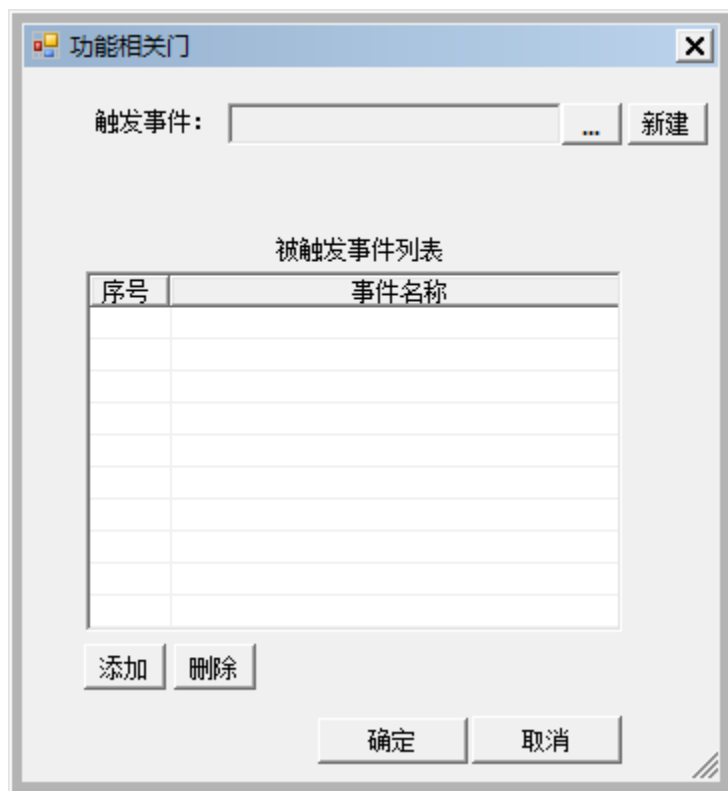 功能相关门
触发事件： ... 新建
被触发事件列表
序号 事件名称
添加 删除
确定 取消